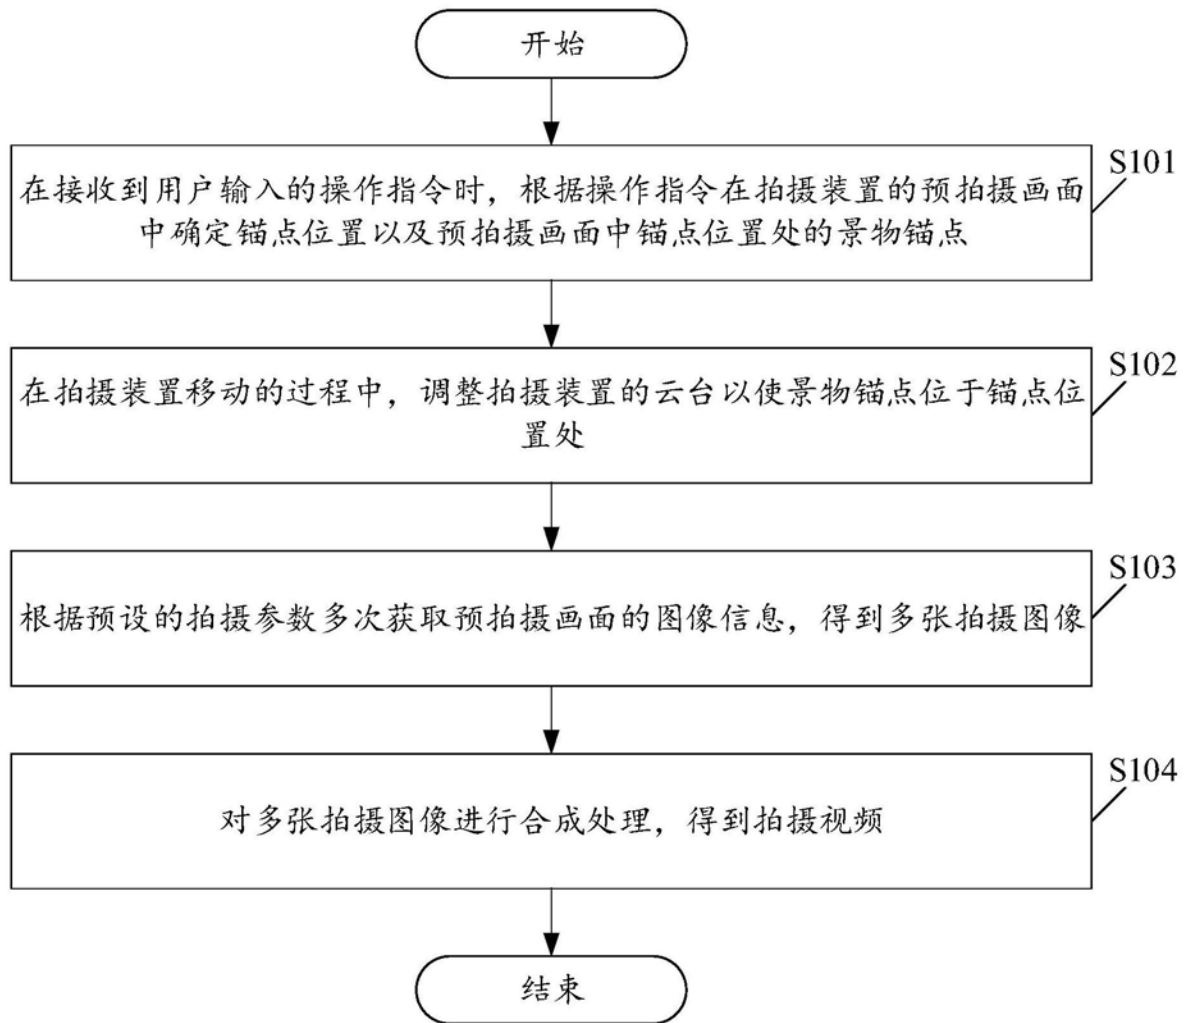 开始
S101
在接收到用户输入的操作指令时，根据操作指令在拍摄装置的预拍摄画面
中确定锚点位置以及预拍摄画面中锚点位置处的景物锚点
S102
在拍摄装置移动的过程中，调整拍摄装置的云台以使景物锚点位于锚点位
置处
S103
根据预设的拍摄参数多次获取预拍摄画面的图像信息，得到多张拍摄图像
S104
对多张拍摄图像进行合成处理，得到拍摄视频
结束